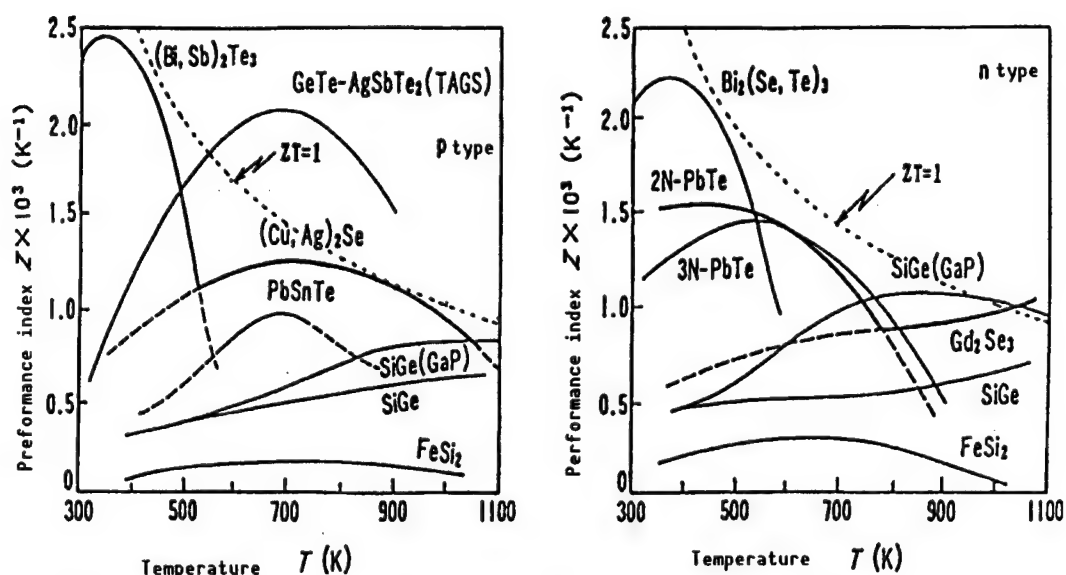 2.5
2.0
1.5
1.0
0.5
0
Preformance index Z×10³ (K⁻¹)
(Bi, Sb)₂Te₃
GeTe-AgSbTe₂(TAGS)
p type
ZT=1
(Cu, Ag)₂Se
PbSnTe
SiGe(GaP)
SiGe
FeSi₂
300 500 700 900 1100
Temperature T (K)
2.5
2.0
1.5
1.0
0.5
0
Performance index Z×10³ (K⁻¹)
n type
Bi₂(Se, Te)₃
2N-PbTe
ZT=1
3N-PbTe
SiGe(GaP)
Gd₂Se₃
SiGe
FeSi₂
300 500 700 900 1100
Temperature T (K)